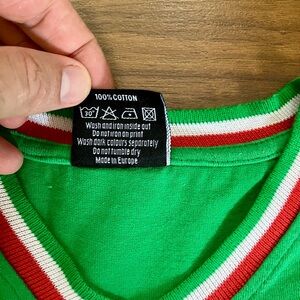 100% COTTON
30°
Wash and iron inside out
Do not iron on print
Wash dark colours separately
Do not tumble dry
Made in Europe